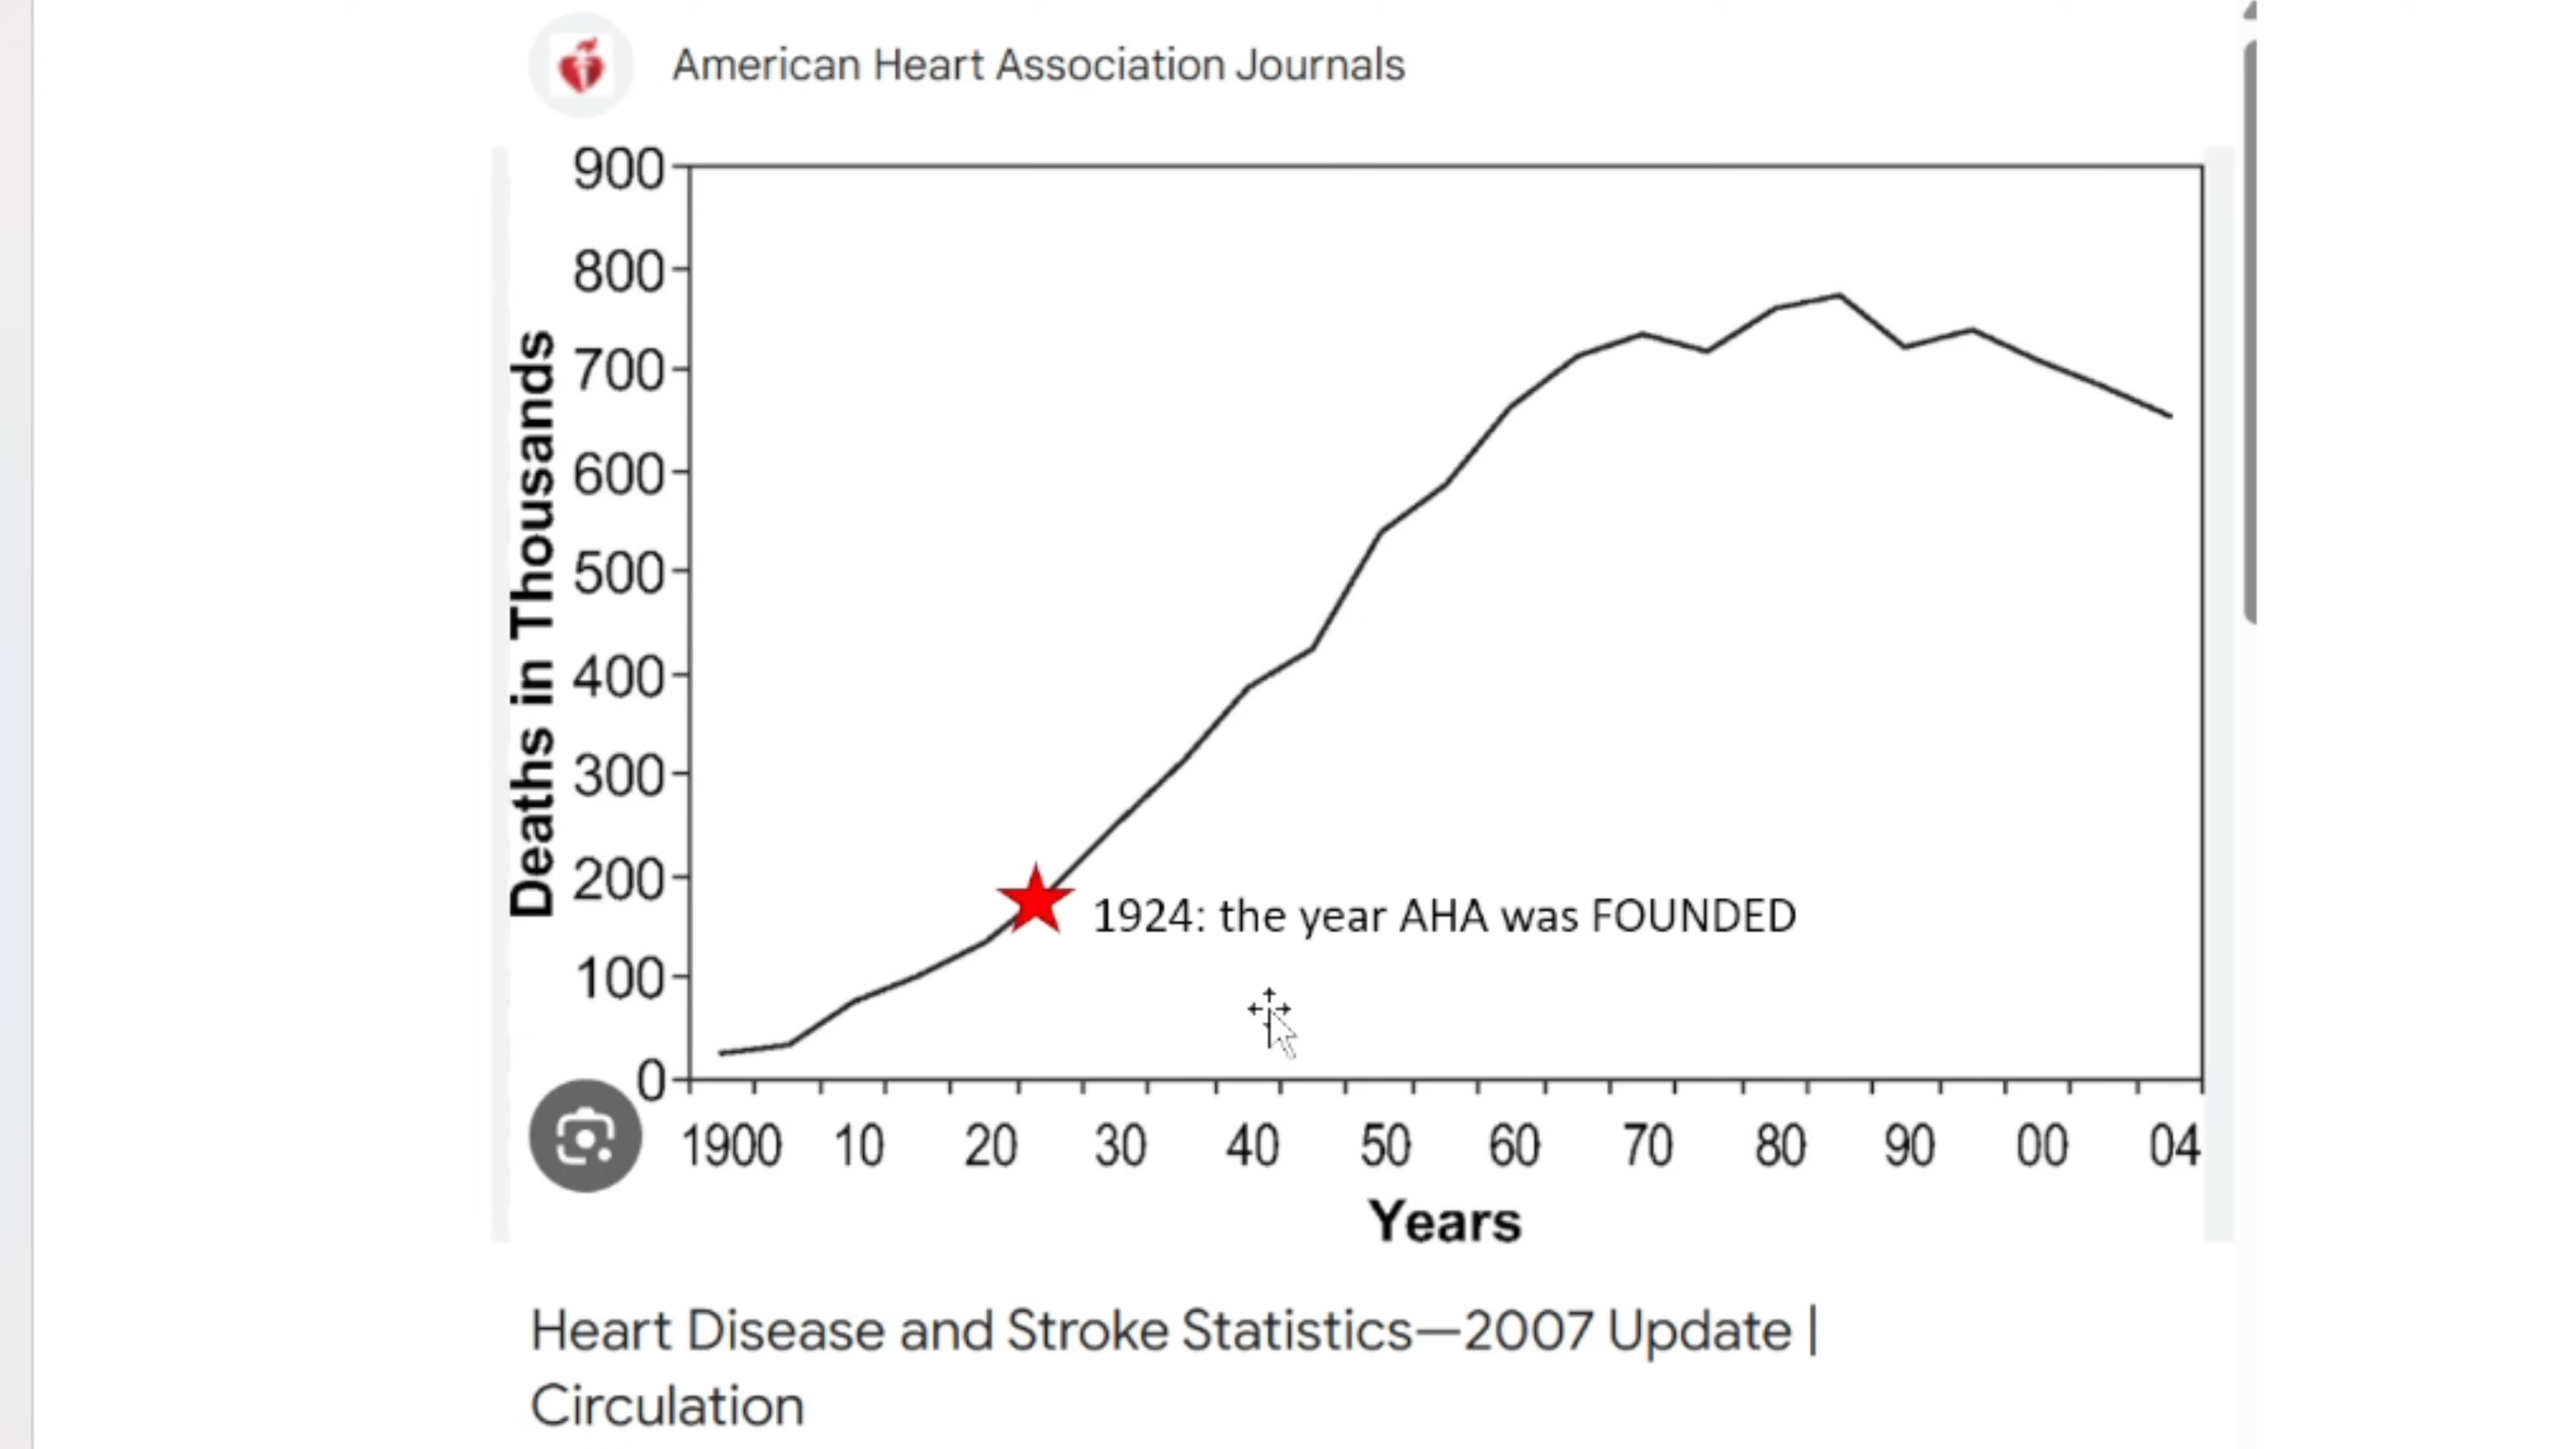 American Heart Association Journals
900
800
700
600
500
400
300
200
100
0
Deaths in Thousands
1924: the year AHA was FOUNDED
1900 10 20 30 40 50 60 70 80 90 00 04
Years
Heart Disease and Stroke Statistics—2007 Update |
Circulation